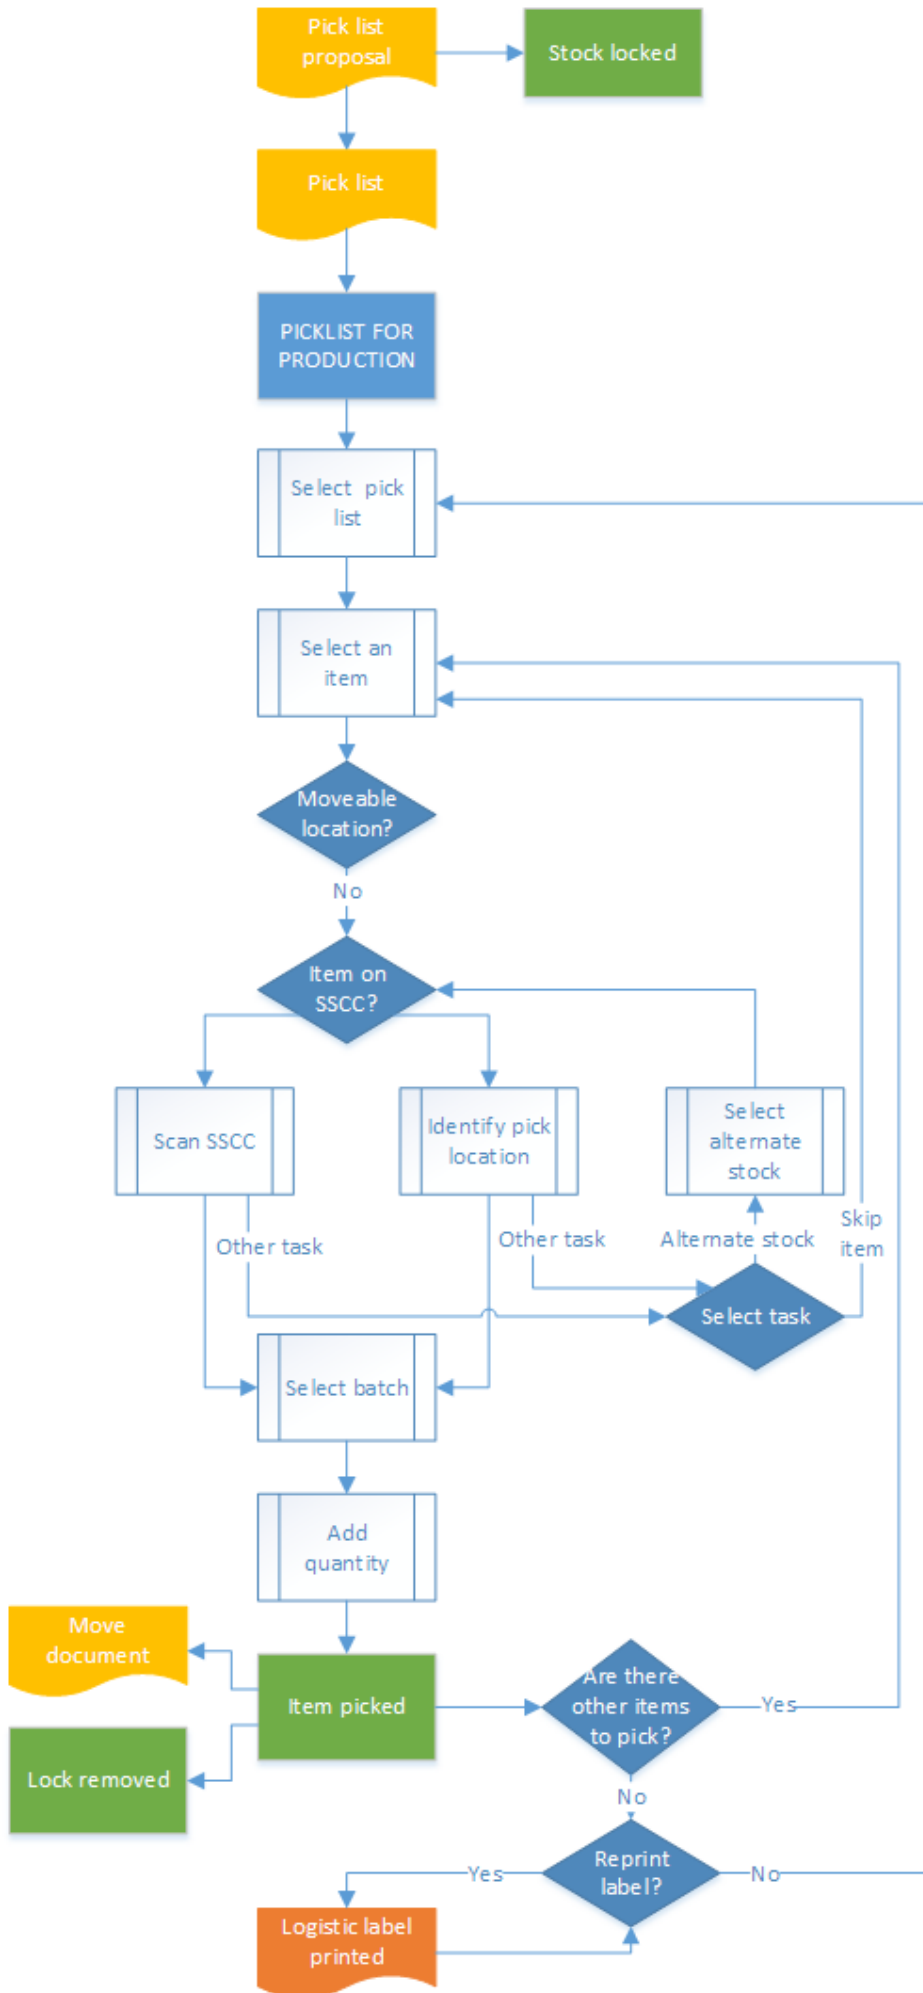 Pick list
proposal
Stock locked
Pick list
PICKLIST FOR
PRODUCTION
Select pick
list
Select an
item
Moveable
location?
No
Item on
SSCC?
Scan SSCC
Identify pick
location
Select
alternate
stock
Other task
Other task
Alternate stock
Skip
item
Select task
Select batch
Add
quantity
Move
document
Item picked
Are there
other items
to pick?
Yes
Lock removed
No
Reprint
label?
Yes
No
Logistic label
printed